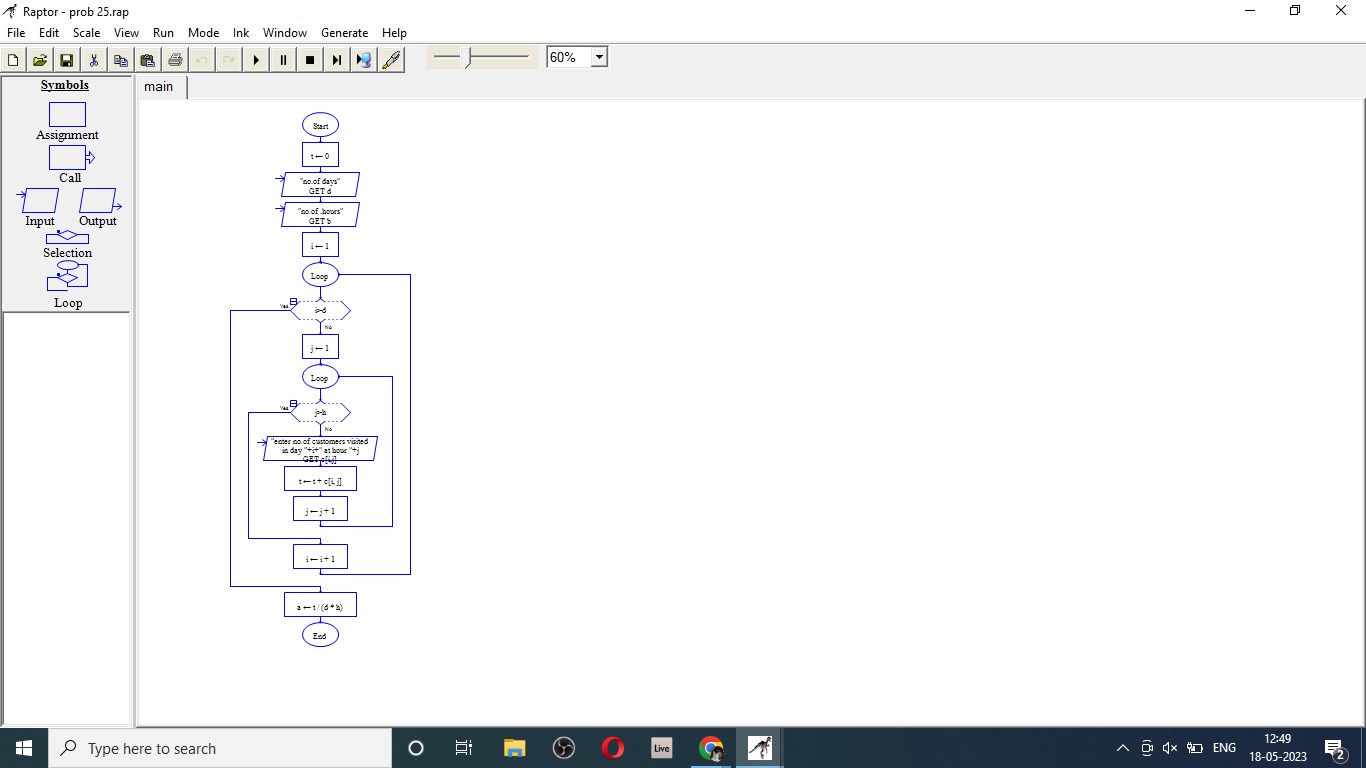 Raptor - prob 25.rap
File Edit Scale View Run Mode Ink Window Generate Help
60%
Symbols
Assignment
Call
Input Output
Selection
Loop
main
Start
t ← 0
"no.of days"
GET d
"no.of .hours"
GET h
i ← 1
Loop
Yes
i>d
No
j ← 1
Loop
Yes
j>h
No
"enter no.of customers visited
in day "+i+" at hour "+j
GET c[i,j]
t ← t + c[i, j]
j ← j + 1
i ← i + 1
a ← t / (d * h)
End
Type here to search
Live
ENG
12:49
18-05-2023
2